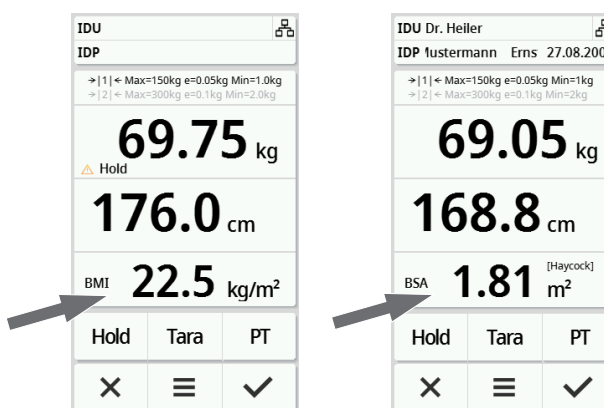 IDU
IDP
→|1|← Max=150kg e=0.05kg Min=1.0kg
→|2|← Max=300kg e=0.1kg Min=2.0kg
69.75 kg
Hold
176.0 cm
BMI 22.5 kg/m²
Hold Tara PT
IDU Dr. Heiler
IDP lustermann Erns 27.08.200
→|1|← Max=150kg e=0.05kg Min=1kg
→|2|← Max=300kg e=0.1kg Min=2kg
69.05 kg
168.8 cm
BSA 1.81 [Haycock] m²
Hold Tara PT